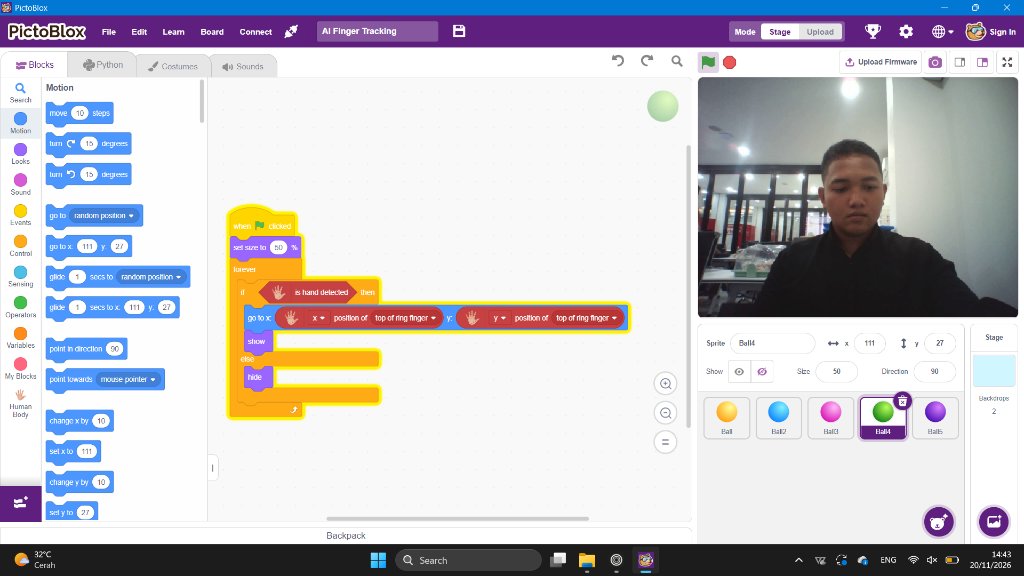 PictoBlox
PictoBlox File Edit Learn Board Connect AI Finger Tracking Mode Stage Upload Sign In
Blocks Python Costumes Sounds Upload Firmware
Search
Motion
Looks
Sound
Events
Control
Sensing
Operators
Variables
My Blocks
Human
Body
Motion
move 10 steps
turn 15 degrees
turn 15 degrees
go to random position
go to x: 111 y: 27
glide 1 secs to random position
glide 1 secs to x: 111 y: 27
point in direction 90
point towards mouse pointer
change x by 10
set x to 111
change y by 10
set y to 27
when clicked
set size to 50 %
forever
if is hand detected then
go to x: x position of top of ring finger y: y position of top of ring finger
show
else
hide
Backpack
Sprite Ball4 x 111 y 27
Show Size 50 Direction 90
Ball Ball2 Ball3 Ball4 Ball5
Stage
Backdrops
2
32°C
Cerah
Search
ENG
14:43
20/11/2026